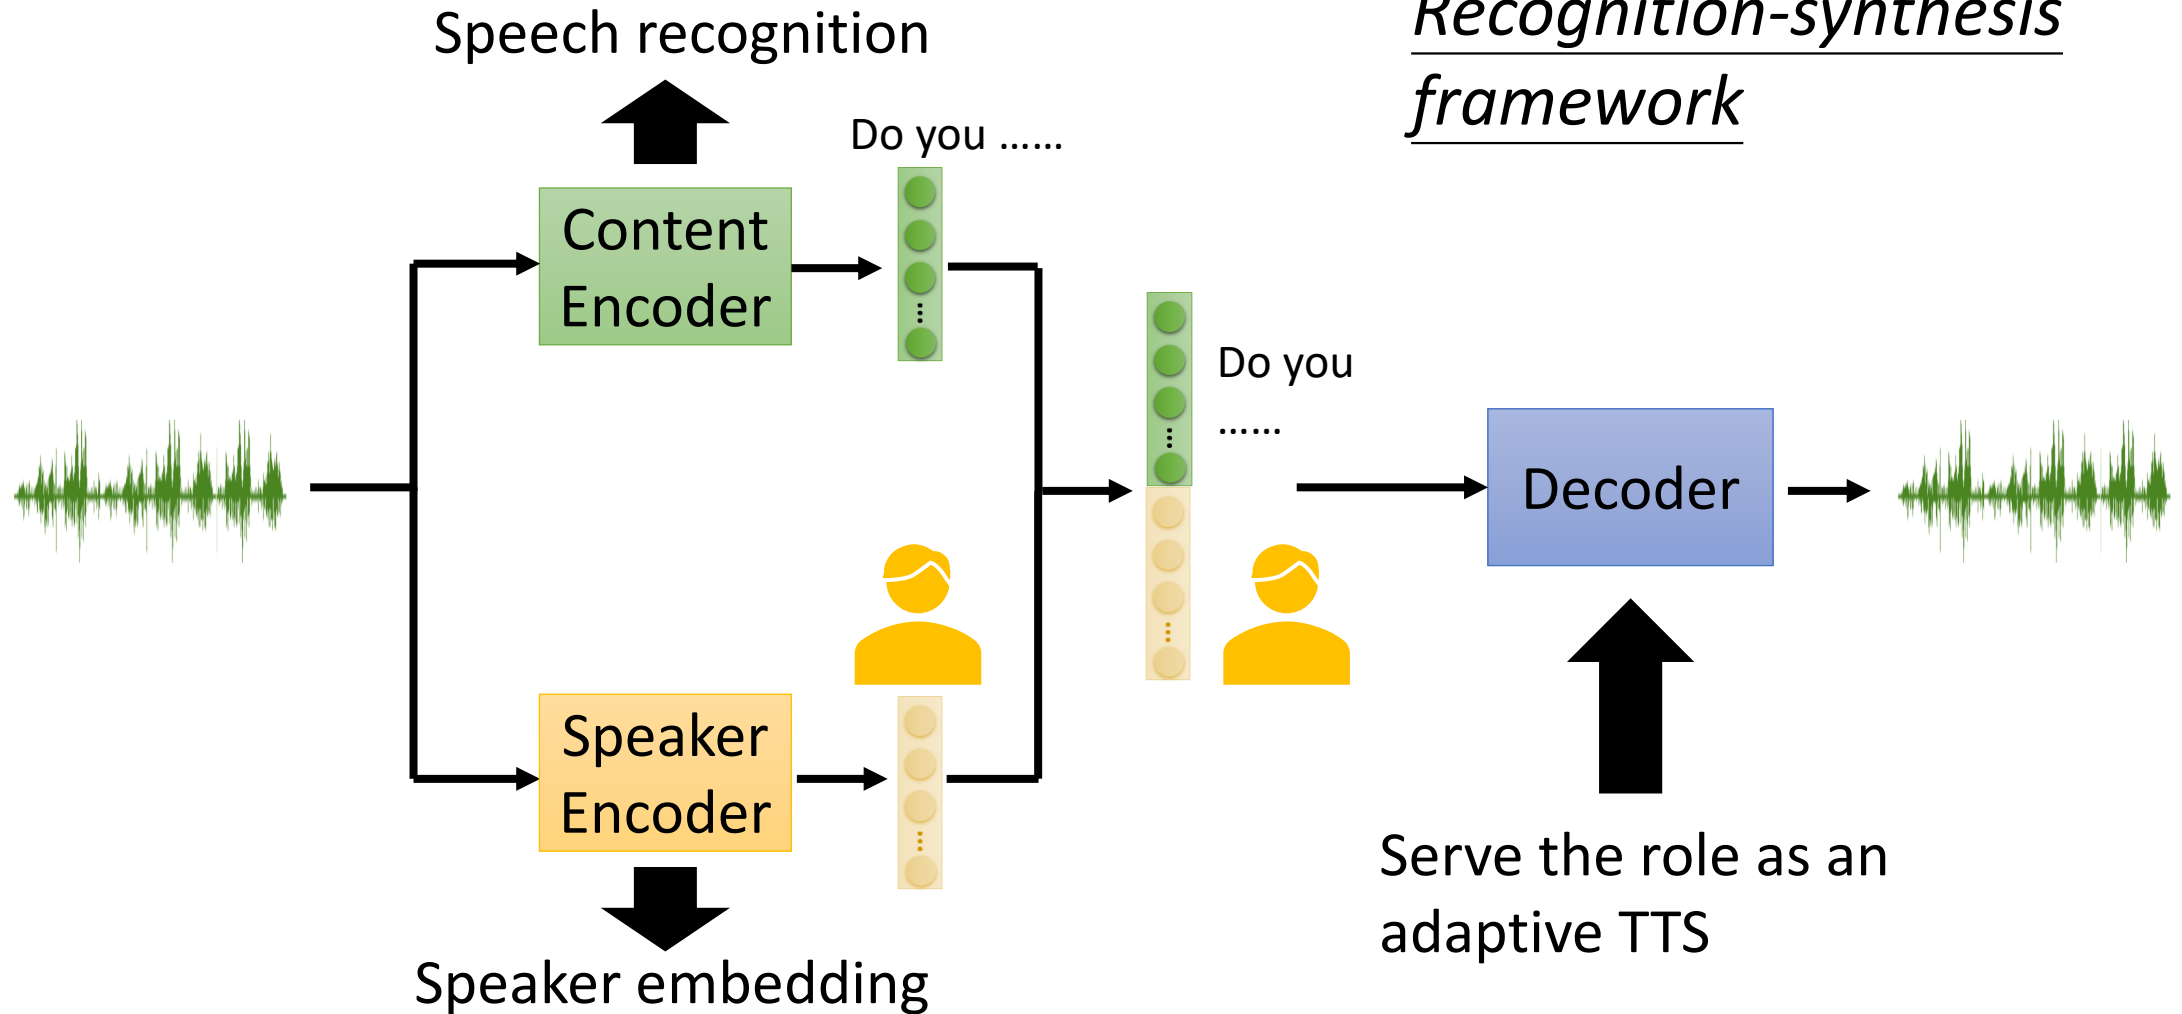 Speech recognition
Recognition-synthesis
framework
Do you ......
Content
Encoder
Do you
......
Decoder
Speaker
Encoder
Serve the role as an
adaptive TTS
Speaker embedding